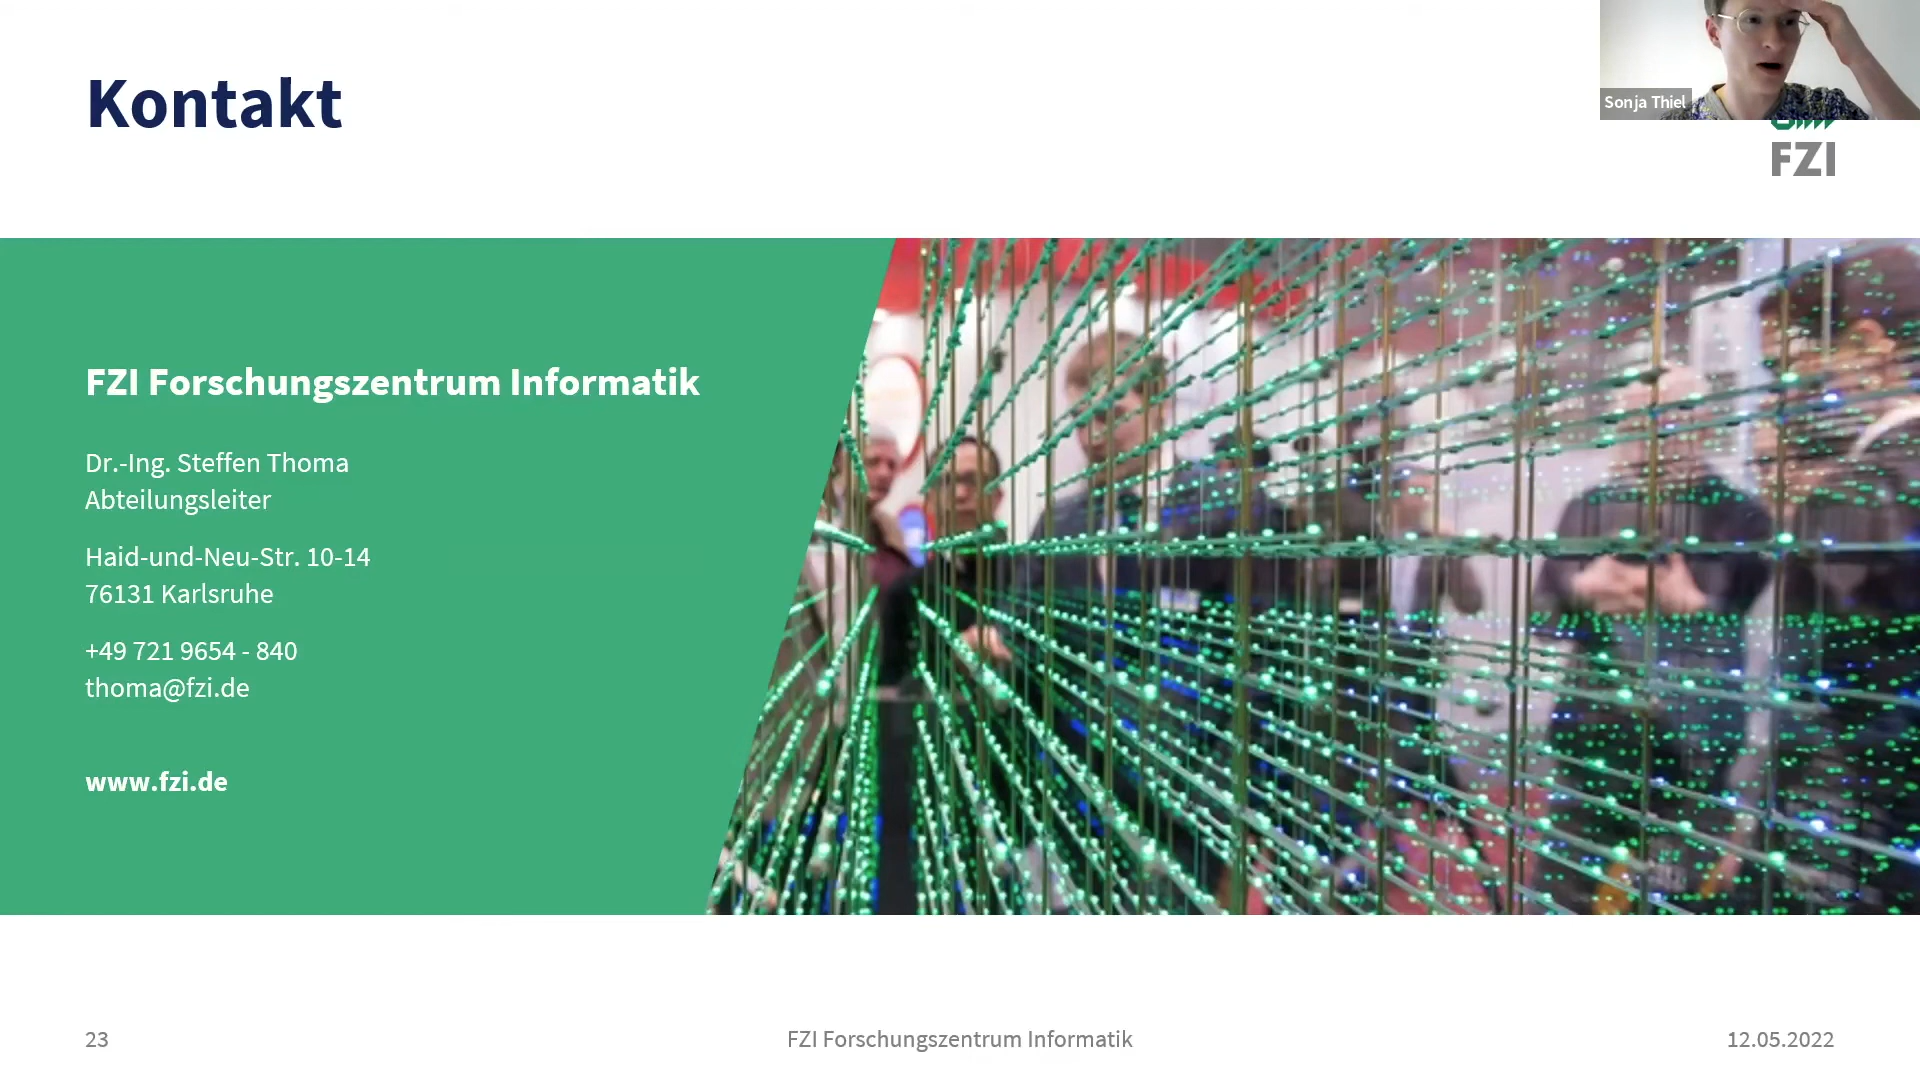 Kontakt
Sonja Thiel
FZI
FZI Forschungszentrum Informatik
Dr.-Ing. Steffen Thoma
Abteilungsleiter
Haid-und-Neu-Str. 10-14
76131 Karlsruhe
+49 721 9654 - 840
thoma@fzi.de
www.fzi.de
23
FZI Forschungszentrum Informatik
12.05.2022